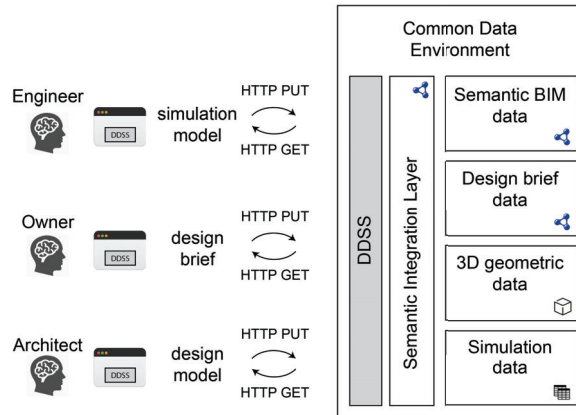 Common Data
Environment
Engineer
DDSS
simulation
model
HTTP PUT
HTTP GET
Owner
DDSS
design
brief
HTTP PUT
HTTP GET
Architect
DDSS
design
model
HTTP PUT
HTTP GET
DDSS
Semantic Integration Layer
Semantic BIM
data
Design brief
data
3D geometric
data
Simulation
data